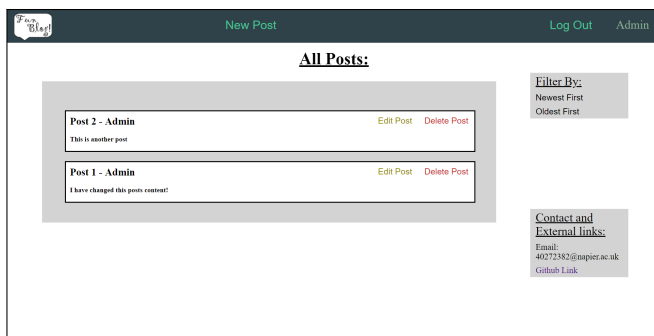 Fun Blog!
New Post
Log Out
Admin
All Posts:
Post 2 - Admin
Edit Post
Delete Post
This is another post
Post 1 - Admin
Edit Post
Delete Post
I have changed this posts content!
Filter By:
Newest First
Oldest First
Contact and
External links:
Email:
40272382@napier.ac.uk
Github Link